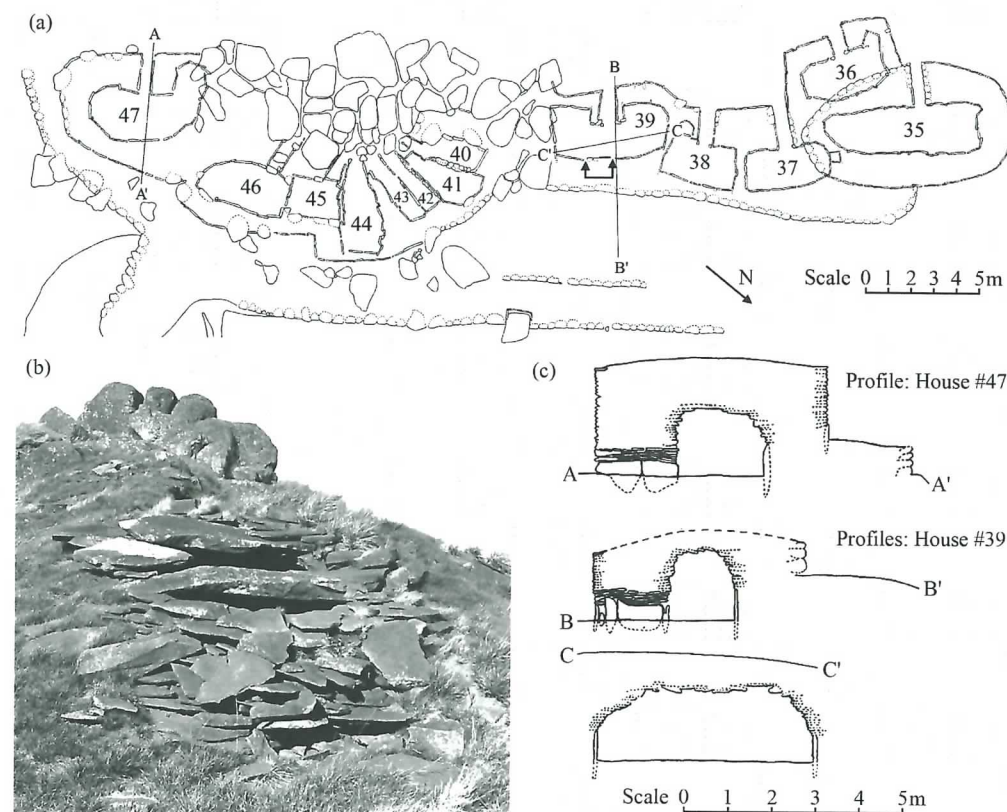 (a)
A
B
47
36
39
35
C
C'
40
38
37
46
45
43
42
41
A'
44
N
B'
Scale 0 1 2 3 4 5m
(b)
(c)
Profile: House #47
A
A'
Profiles: House #39
B
B'
C
C'
Scale 0 1 2 3 4 5m